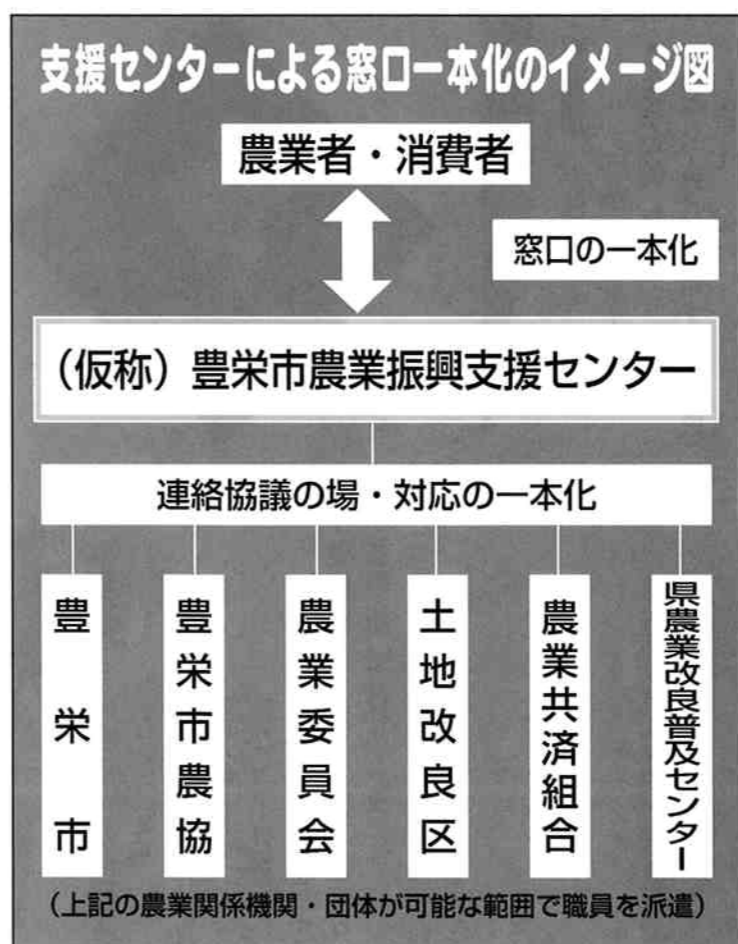 支援センターによる窓口一本化のイメージ図
農業者・消費者
窓口の一本化
（仮称）豊栄市農業振興支援センター
連絡協議の場・対応の一本化
豊栄市
豊栄市農協
農業委員会
土地改良区
農業共済組合
県農業改良普及センター
（上記の農業関係機関・団体が可能な範囲で職員を派遣）